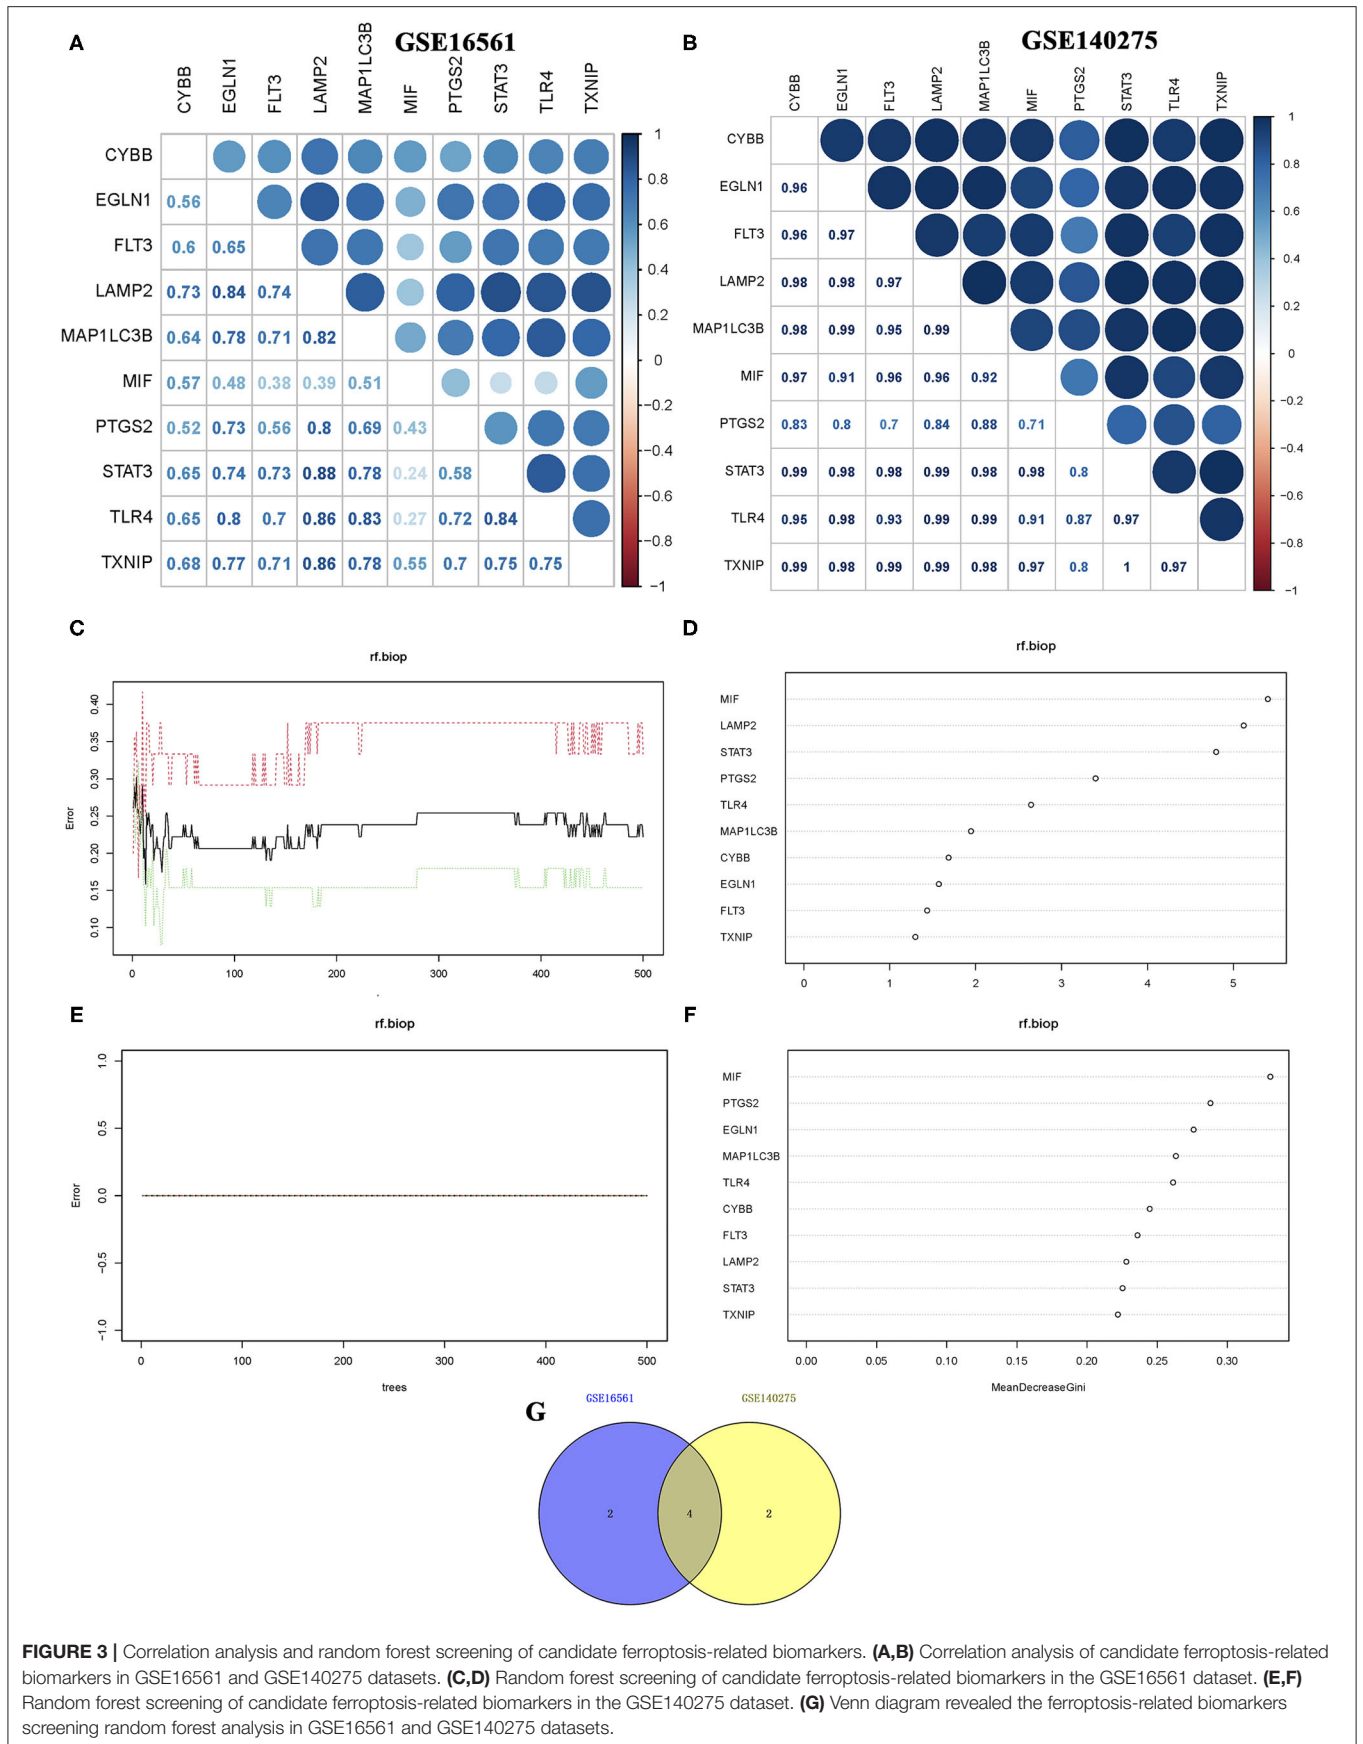 A
GSE16561
CYBB EGLN1 FLT3 LAMP2 MAP1LC3B MIF PTGS2 STAT3 TLR4 TXNIP
CYBB
EGLN1 0.56
FLT3 0.6 0.65
LAMP2 0.73 0.84 0.74
MAP1LC3B 0.64 0.78 0.71 0.82
MIF 0.57 0.48 0.38 0.39 0.51
PTGS2 0.52 0.73 0.56 0.8 0.69 0.43
STAT3 0.65 0.74 0.73 0.88 0.78 0.24 0.58
TLR4 0.65 0.8 0.7 0.86 0.83 0.27 0.72 0.84
TXNIP 0.68 0.77 0.71 0.86 0.78 0.55 0.7 0.75 0.75
1
0.8
0.6
0.4
0.2
0
−0.2
−0.4
−0.6
−0.8
−1
B
GSE140275
CYBB EGLN1 FLT3 LAMP2 MAP1LC3B MIF PTGS2 STAT3 TLR4 TXNIP
CYBB
EGLN1 0.96
FLT3 0.96 0.97
LAMP2 0.98 0.98 0.97
MAP1LC3B 0.98 0.99 0.95 0.99
MIF 0.97 0.91 0.96 0.96 0.92
PTGS2 0.83 0.8 0.7 0.84 0.88 0.71
STAT3 0.99 0.98 0.98 0.99 0.98 0.98 0.8
TLR4 0.95 0.98 0.93 0.99 0.99 0.91 0.87 0.97
TXNIP 0.99 0.98 0.99 0.99 0.98 0.97 0.8 1 0.97
1
0.8
0.6
0.4
0.2
0
−0.2
−0.4
−0.6
−0.8
−1
C
rf.biop
Error
0.40
0.35
0.30
0.25
0.20
0.15
0.10
0 100 200 300 400 500
D
rf.biop
MIF
LAMP2
STAT3
PTGS2
TLR4
MAP1LC3B
CYBB
EGLN1
FLT3
TXNIP
0 1 2 3 4 5
E
rf.biop
Error
1.0
0.5
0.0
−0.5
−1.0
0 100 200 300 400 500
trees
F
rf.biop
MIF
PTGS2
EGLN1
MAP1LC3B
TLR4
CYBB
FLT3
LAMP2
STAT3
TXNIP
0.00 0.05 0.10 0.15 0.20 0.25 0.30
MeanDecreaseGini
G
GSE16561 GSE140275
2 4 2
FIGURE 3 | Correlation analysis and random forest screening of candidate ferroptosis-related biomarkers. (A,B) Correlation analysis of candidate ferroptosis-related
biomarkers in GSE16561 and GSE140275 datasets. (C,D) Random forest screening of candidate ferroptosis-related biomarkers in the GSE16561 dataset. (E,F)
Random forest screening of candidate ferroptosis-related biomarkers in the GSE140275 dataset. (G) Venn diagram revealed the ferroptosis-related biomarkers
screening random forest analysis in GSE16561 and GSE140275 datasets.